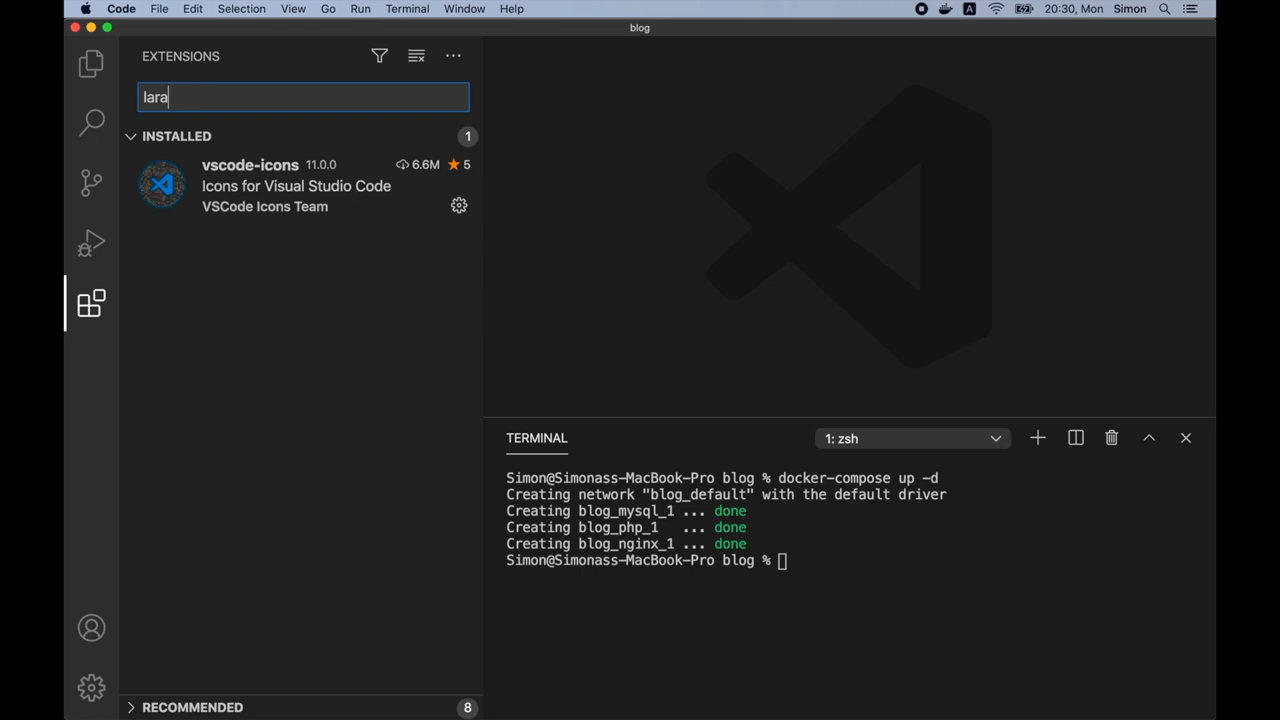 Code File Edit Selection View Go Run Terminal Window Help A 20:30, Mon Simon
blog
EXTENSIONS
lara
INSTALLED 1
vscode-icons 11.0.0 6.6M 5
Icons for Visual Studio Code
VSCode Icons Team
TERMINAL 1: zsh
Simon@Simonass-MacBook-Pro blog % docker-compose up -d
Creating network "blog_default" with the default driver
Creating blog_mysql_1 ... done
Creating blog_php_1 ... done
Creating blog_nginx_1 ... done
Simon@Simonass-MacBook-Pro blog %
RECOMMENDED 8